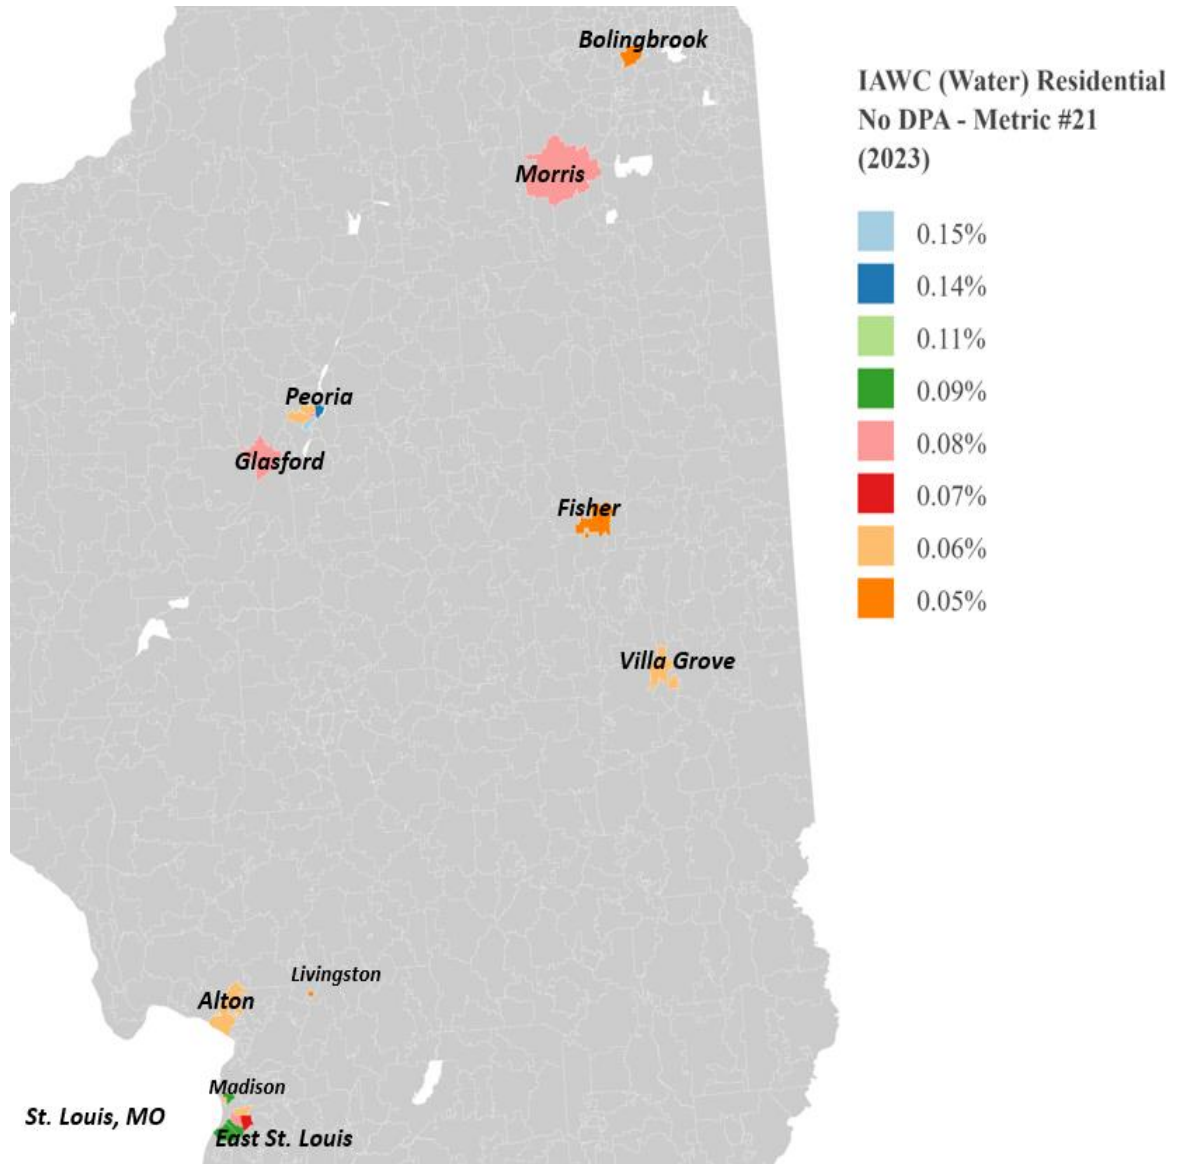 Bolingbrook
IAWC (Water) Residential
No DPA - Metric #21
(2023)
Morris
0.15%
0.14%
0.11%
0.09%
0.08%
0.07%
0.06%
0.05%
Peoria
Glasford
Fisher
Villa Grove
Livingston
Alton
Madison
St. Louis, MO
East St. Louis